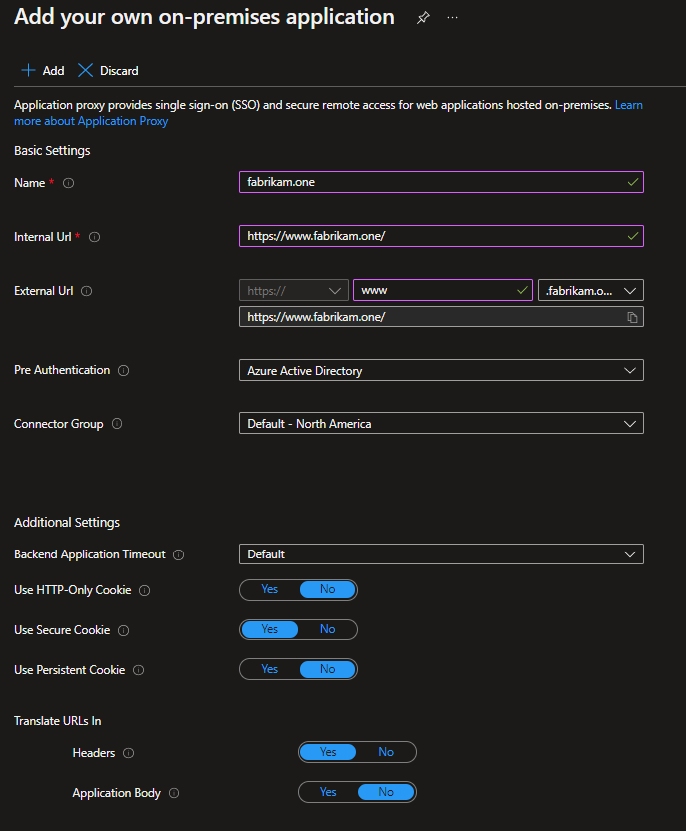 Add your own on-premises application ...
Add Discard
Application proxy provides single sign-on (SSO) and secure remote access for web applications hosted on-premises. Learn
more about Application Proxy
Basic Settings
Name * fabrikam.one
Internal Url * https://www.fabrikam.one/
External Url https:// www .fabrikam.o...
https://www.fabrikam.one/
Pre Authentication Azure Active Directory
Connector Group Default - North America
Additional Settings
Backend Application Timeout Default
Use HTTP-Only Cookie Yes No
Use Secure Cookie Yes No
Use Persistent Cookie Yes No
Translate URLs In
Headers Yes No
Application Body Yes No